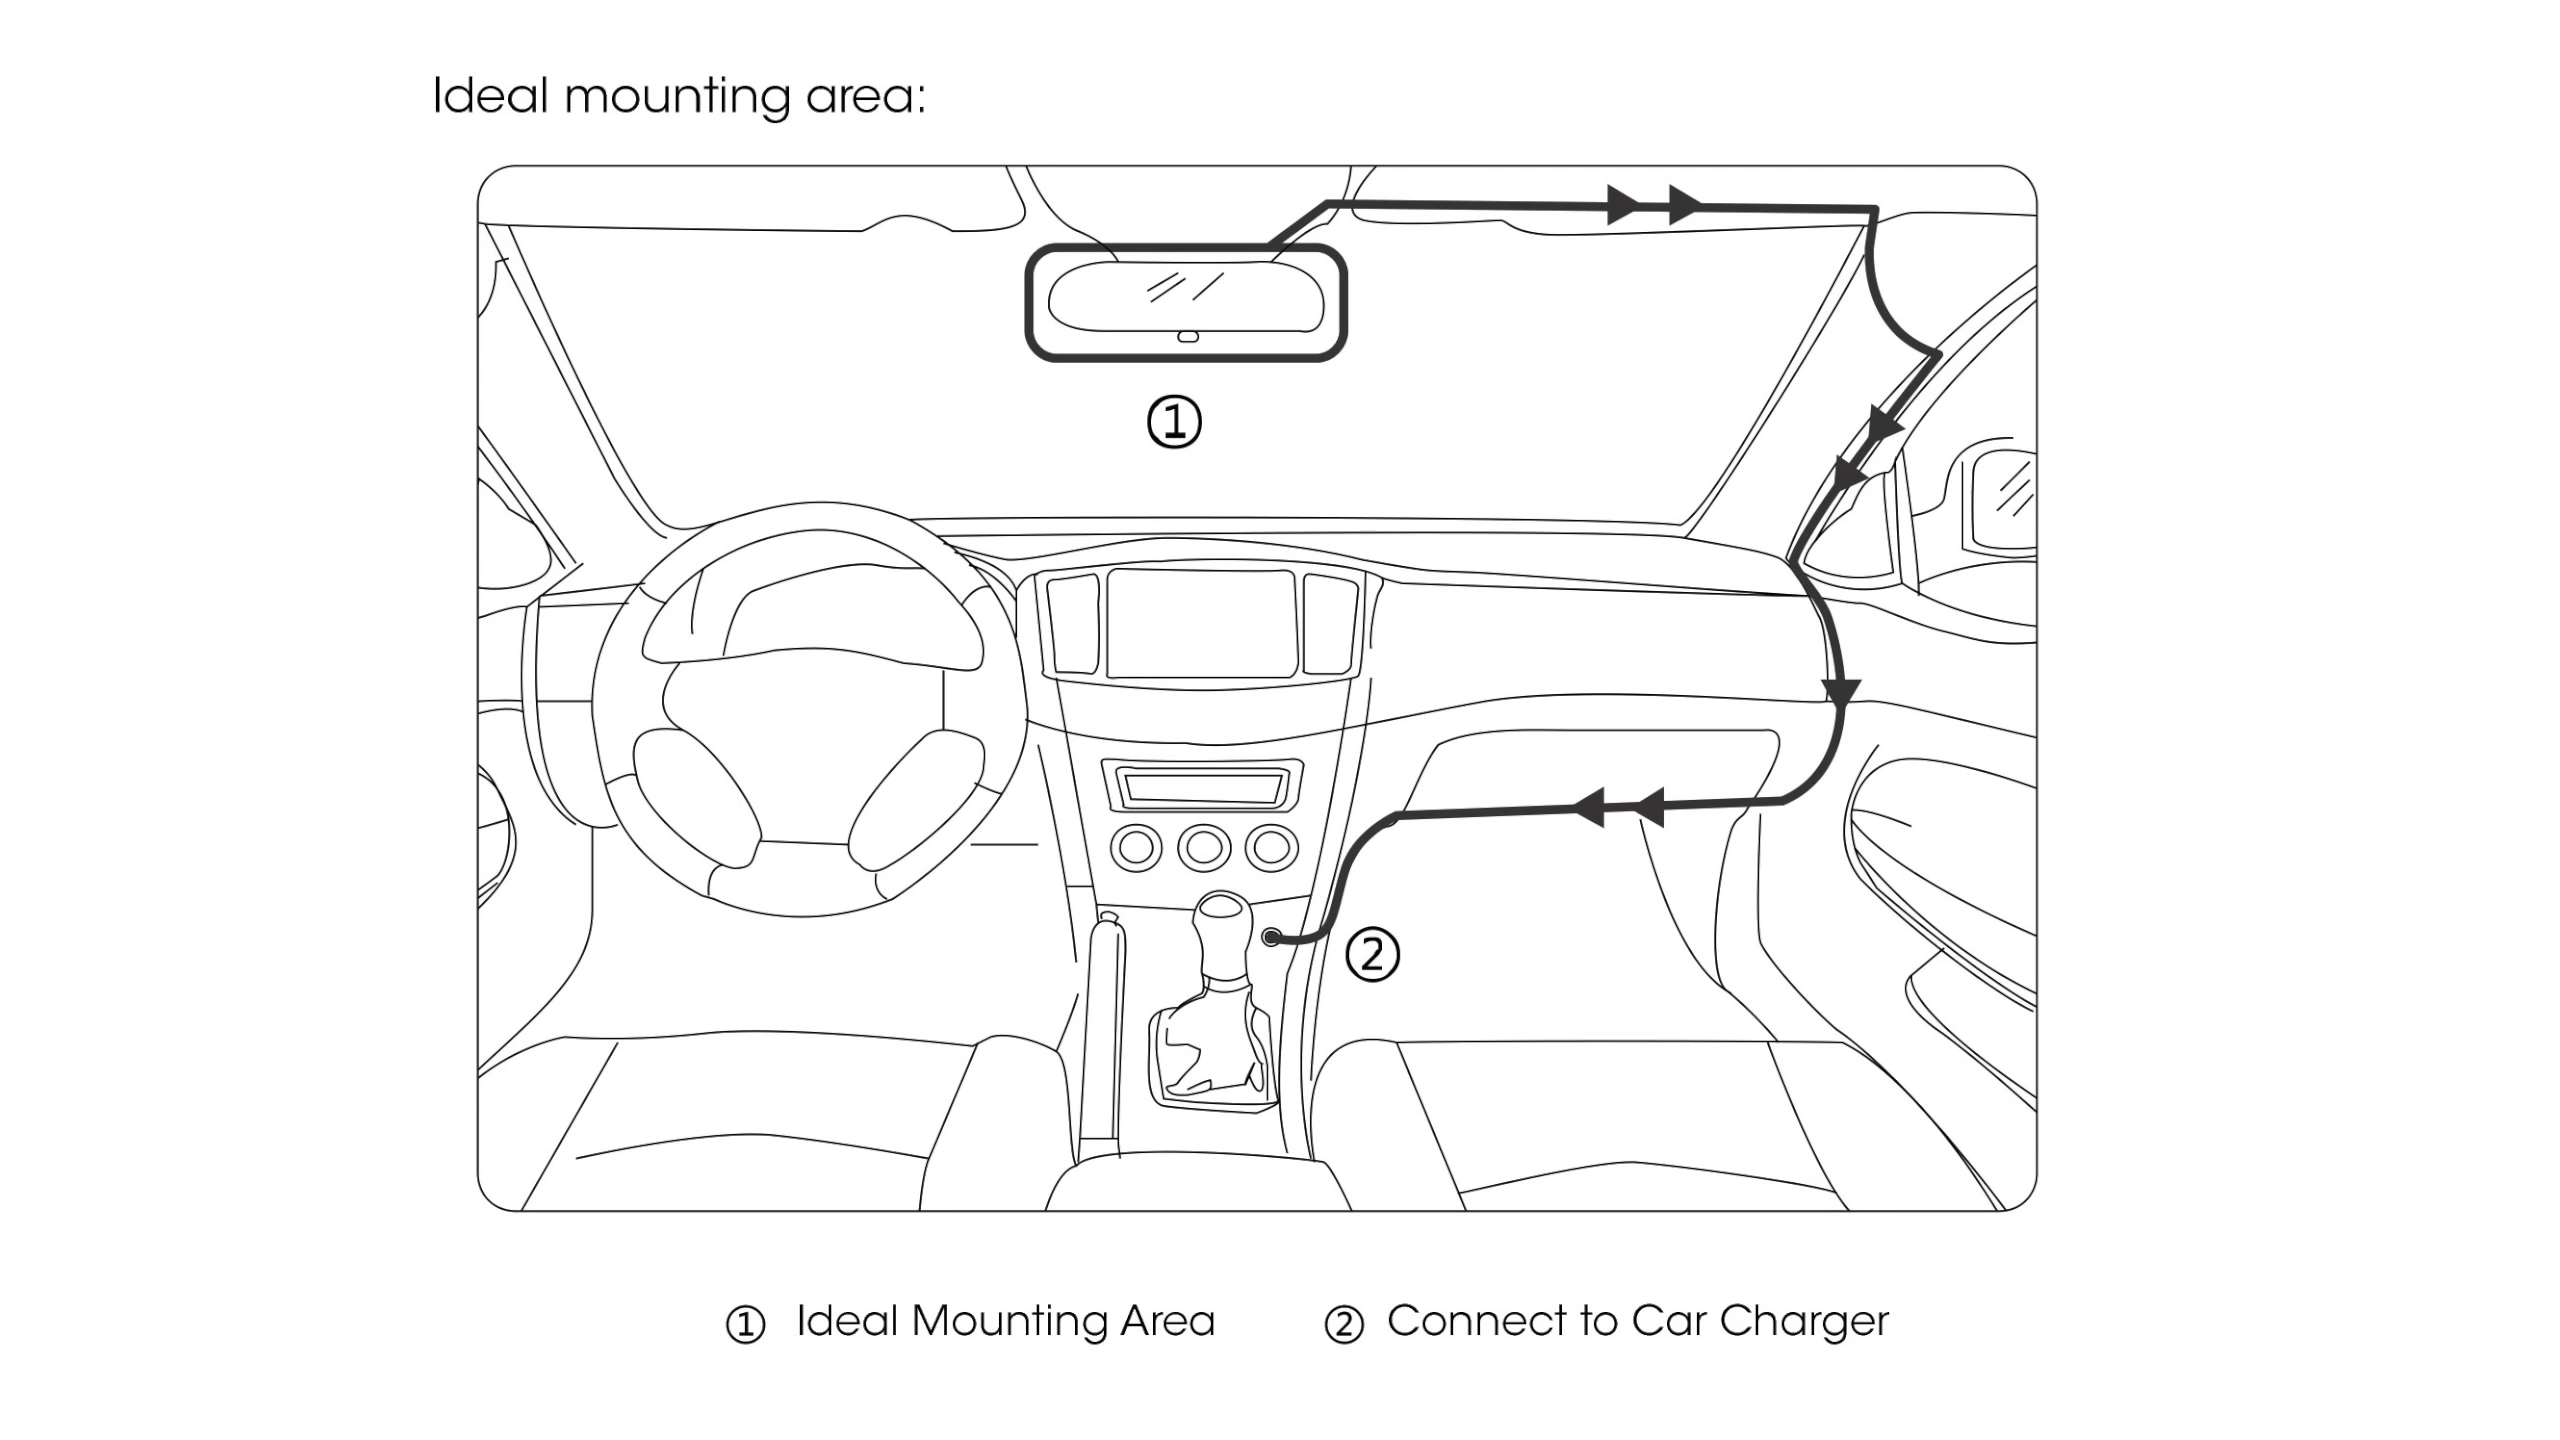 Ideal mounting area:
①
②
① Ideal Mounting Area ② Connect to Car Charger